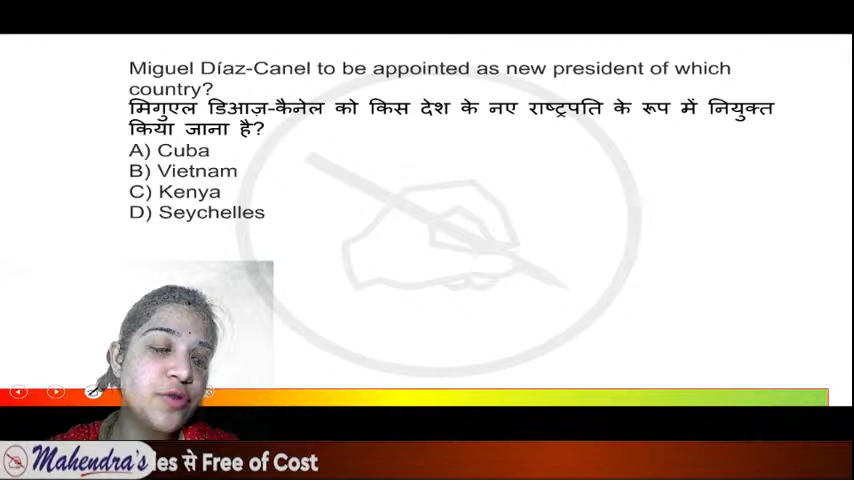 Miguel Díaz-Canel to be appointed as new president of which
country?
मिगुएल डिआज़-कैनेल को किस देश के नए राष्ट्रपति के रूप में नियुक्त
किया जाना है?
A) Cuba
B) Vietnam
C) Kenya
D) Seychelles
Mahendra's les से Free of Cost